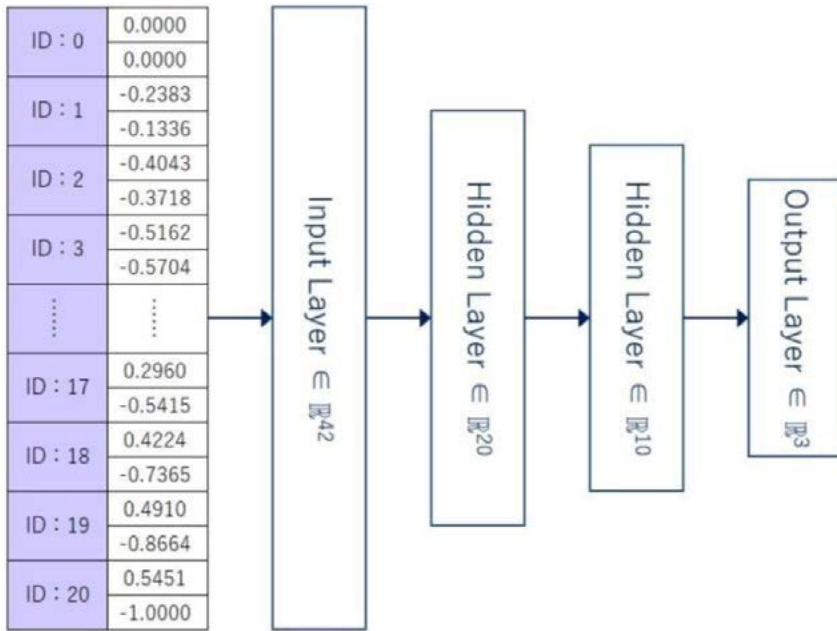 ID：0
0.0000
0.0000
ID：1
-0.2383
-0.1336
ID：2
-0.4043
-0.3718
ID：3
-0.5162
-0.5704
⋯⋯
⋯⋯
ID：17
0.2960
-0.5415
ID：18
0.4224
-0.7365
ID：19
0.4910
-0.8664
ID：20
0.5451
-1.0000
Input Layer ∈ ℝ⁴²
Hidden Layer ∈ ℝ²⁰
Hidden Layer ∈ ℝ¹⁰
Output Layer ∈ ℝ³